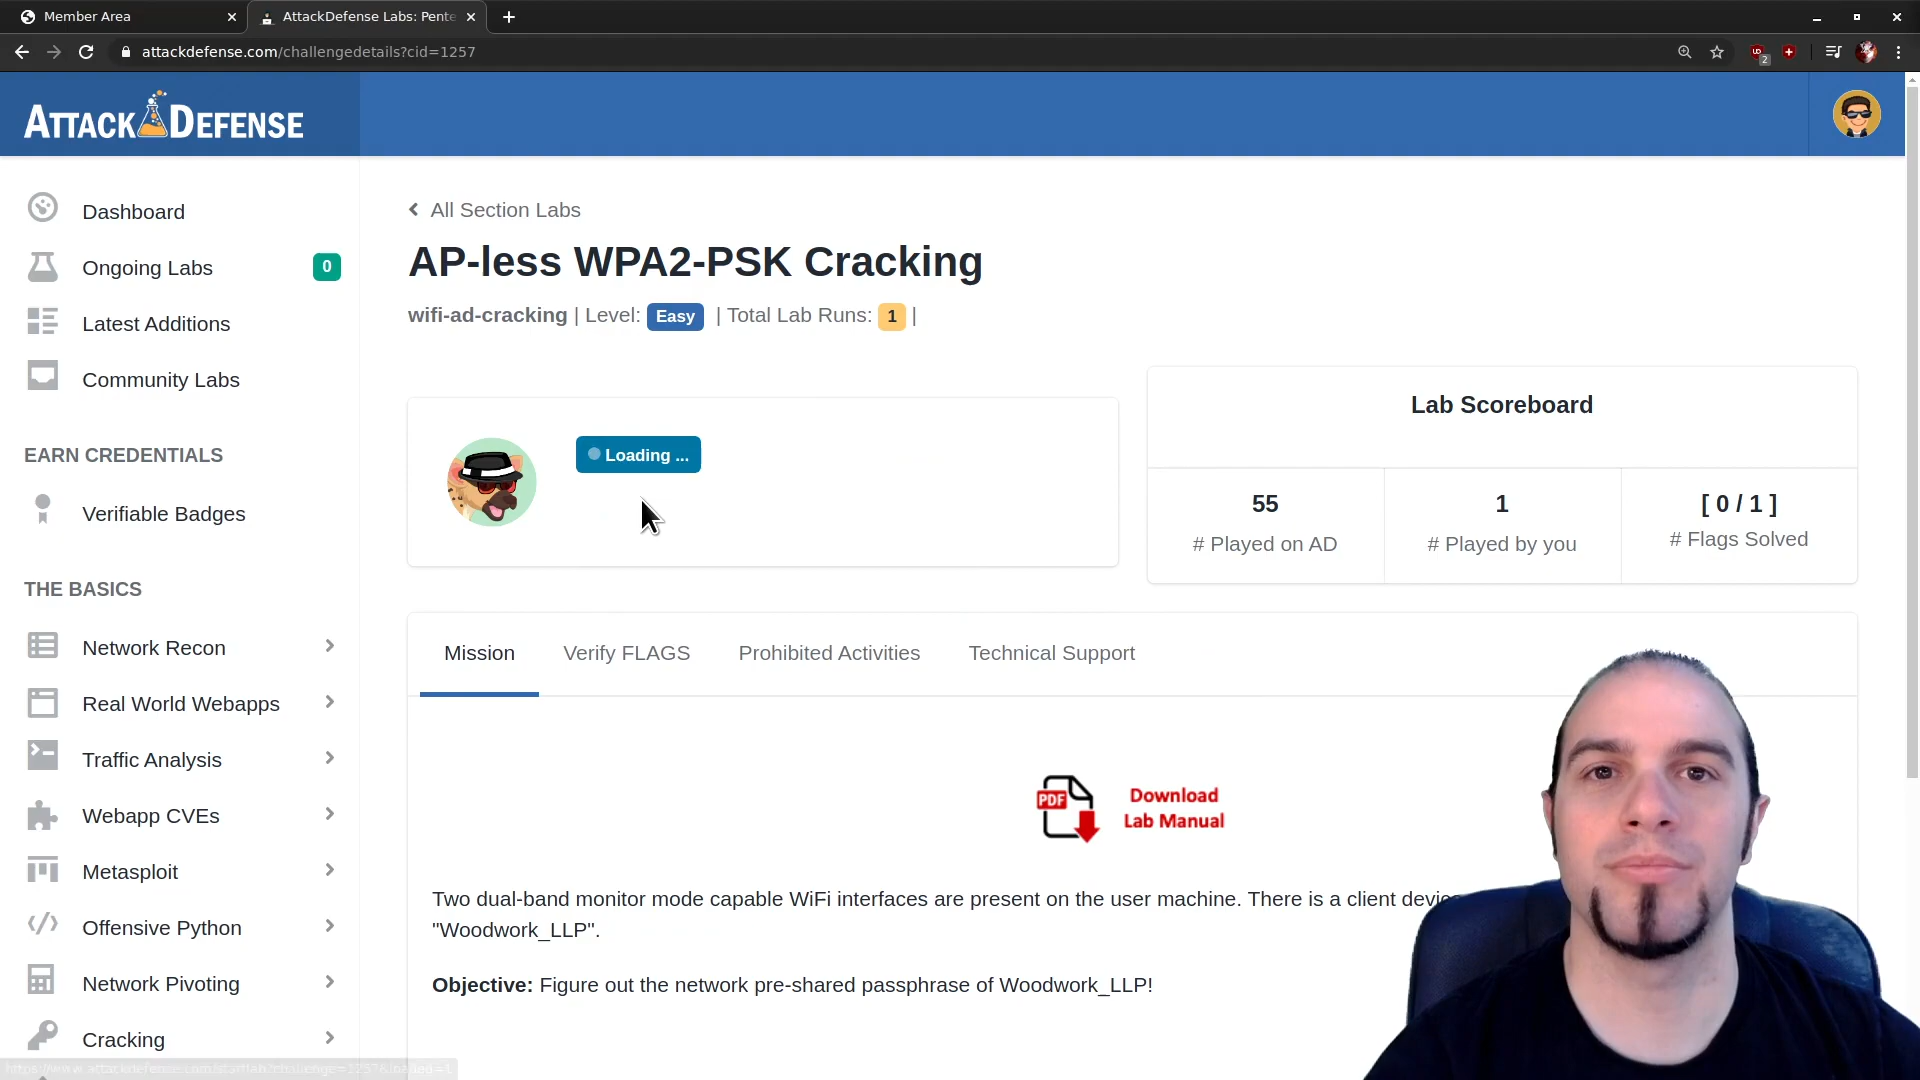 Member Area
AttackDefense Labs: Pente
attackdefense.com/challengedetails?cid=1257
2
ATTACK DEFENSE
Dashboard
Ongoing Labs
0
Latest Additions
Community Labs
EARN CREDENTIALS
Verifiable Badges
THE BASICS
Network Recon
Real World Webapps
Traffic Analysis
Webapp CVEs
Metasploit
Offensive Python
Network Pivoting
Cracking
All Section Labs
AP-less WPA2-PSK Cracking
wifi-ad-cracking | Level: Easy | Total Lab Runs: 1 |
Loading ...
Lab Scoreboard
55
# Played on AD
1
# Played by you
[ 0 / 1 ]
# Flags Solved
Mission
Verify FLAGS
Prohibited Activities
Technical Support
PDF
Download
Lab Manual
Two dual-band monitor mode capable WiFi interfaces are present on the user machine. There is a client
"Woodwork_LLP".
Objective: Figure out the network pre-shared passphrase of Woodwork_LLP!